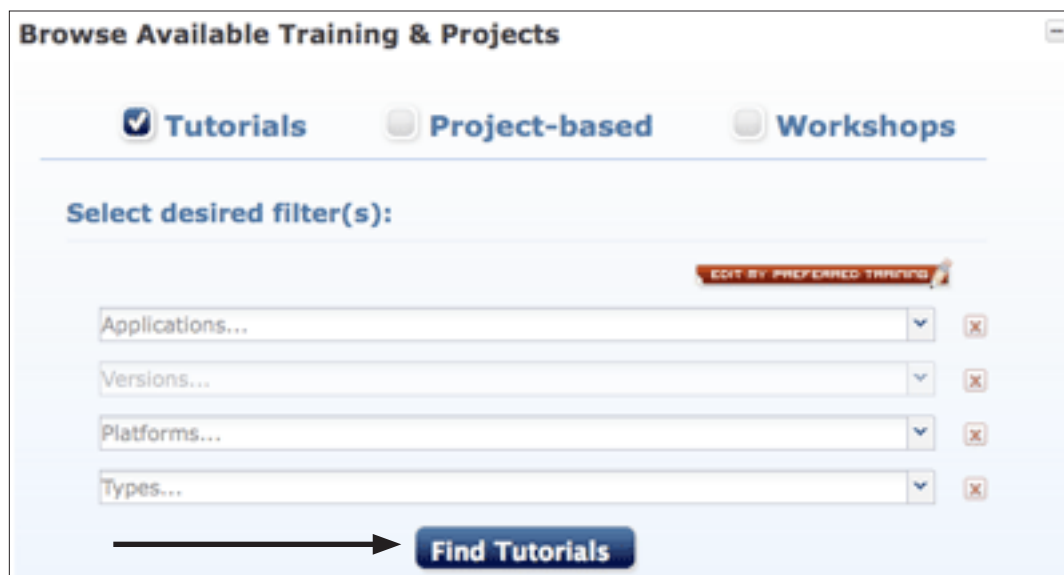 Browse Available Training & Projects
Tutorials Project-based Workshops
Select desired filter(s):
EDIT MY PREFERRED TRAINING
Applications...
Versions...
Platforms...
Types...
Find Tutorials